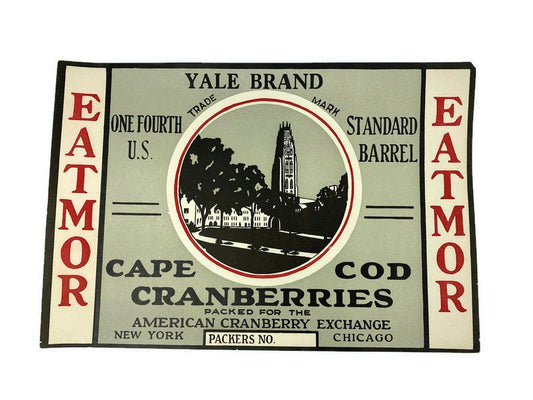 YALE BRAND
TRADE MARK
ONE FOURTH
U.S.
STANDARD
BARREL
EATMOR
EATMOR
CAPE COD
CRANBERRIES
PACKED FOR THE
AMERICAN CRANBERRY EXCHANGE
NEW YORK
PACKERS NO.
CHICAGO